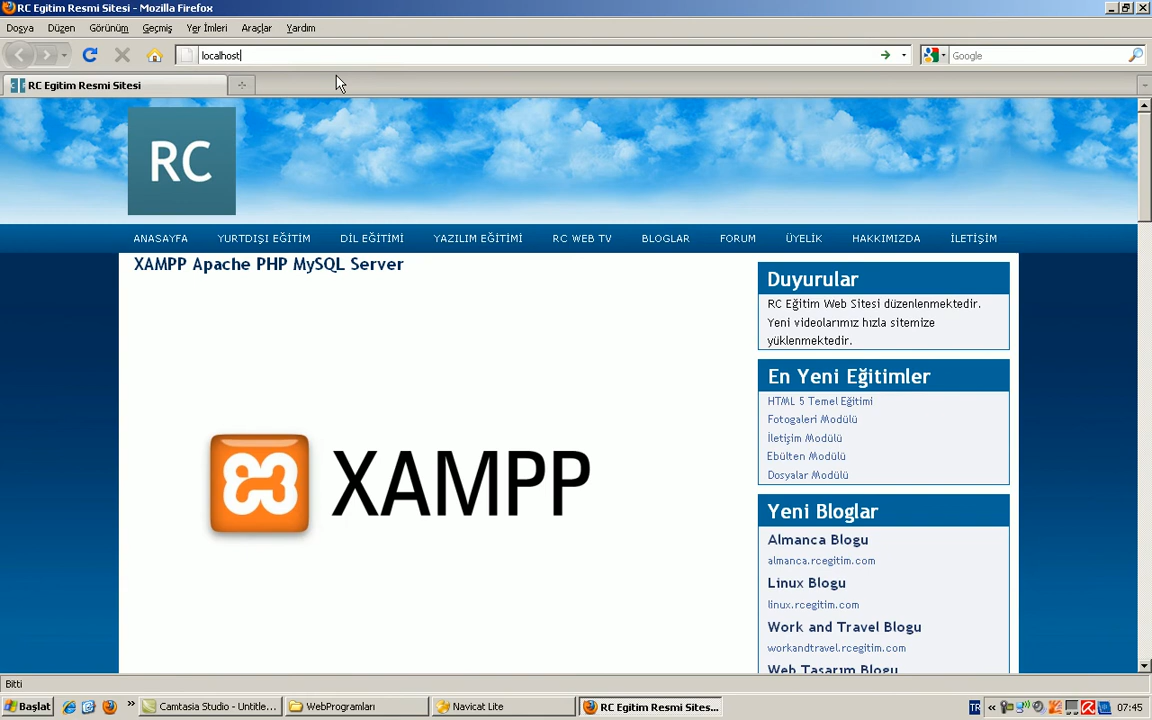 RC Egitim Resmi Sitesi - Mozilla Firefox
Dosya Düzen Görünüm Geçmiş Yer İmleri Araçlar Yardım
localhost
Google
RC Egitim Resmi Sitesi
RC
ANASAYFA YURTDIŞI EĞİTİM DİL EĞİTİMİ YAZILIM EĞİTİMİ RC WEB TV BLOGLAR FORUM ÜYELİK HAKKIMIZDA İLETİŞİM
XAMPP Apache PHP MySQL Server
XAMPP
Duyurular
RC Eğitim Web Sitesi düzenlenmektedir.
Yeni videolarımız hızla sitemize
yüklenmektedir.
En Yeni Eğitimler
HTML 5 Temel Eğitimi
Fotogaleri Modülü
İletişim Modülü
Ebülten Modülü
Dosyalar Modülü
Yeni Bloglar
Almanca Blogu
almanca.rcegitim.com
Linux Blogu
linux.rcegitim.com
Work and Travel Blogu
workandtravel.rcegitim.com
Web Tasarım Blogu
Bitti
Başlat Camtasia Studio - Untitle... WebProgramları Navicat Lite RC Egitim Resmi Sites... TR 07:45